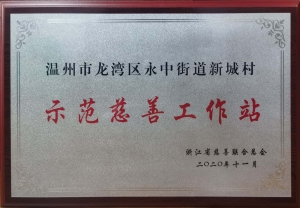 温州市龙湾区永中街道新城村
示范慈善工作站
浙江省慈善联合总会
二〇二〇年十一月